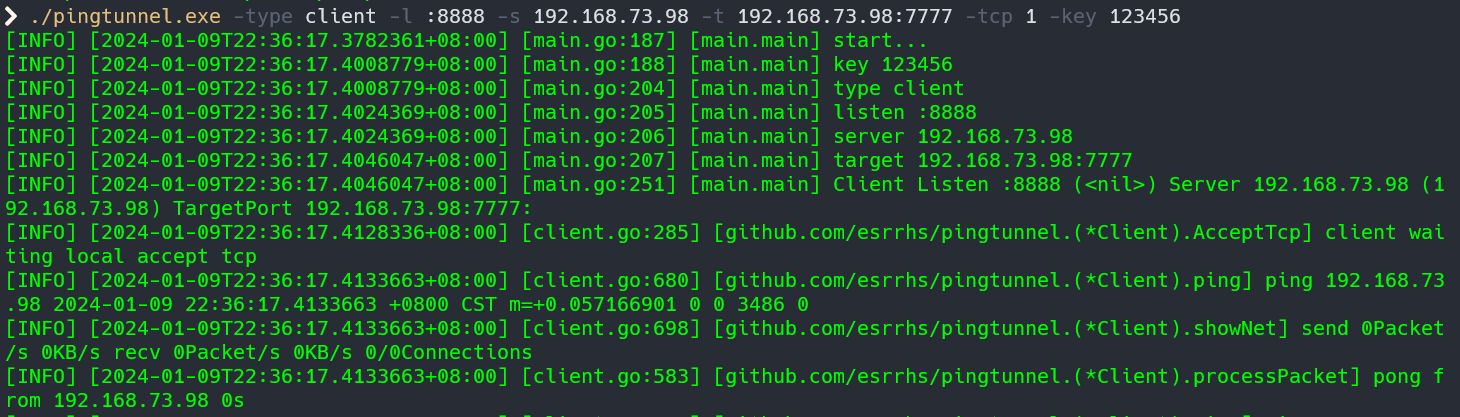 ❯ ./pingtunnel.exe -type client -l :8888 -s 192.168.73.98 -t 192.168.73.98:7777 -tcp 1 -key 123456
[INFO] [2024-01-09T22:36:17.3782361+08:00] [main.go:187] [main.main] start...
[INFO] [2024-01-09T22:36:17.4008779+08:00] [main.go:188] [main.main] key 123456
[INFO] [2024-01-09T22:36:17.4008779+08:00] [main.go:204] [main.main] type client
[INFO] [2024-01-09T22:36:17.4024369+08:00] [main.go:205] [main.main] listen :8888
[INFO] [2024-01-09T22:36:17.4024369+08:00] [main.go:206] [main.main] server 192.168.73.98
[INFO] [2024-01-09T22:36:17.4046047+08:00] [main.go:207] [main.main] target 192.168.73.98:7777
[INFO] [2024-01-09T22:36:17.4046047+08:00] [main.go:251] [main.main] Client Listen :8888 (<nil>) Server 192.168.73.98 (1
92.168.73.98) TargetPort 192.168.73.98:7777:
[INFO] [2024-01-09T22:36:17.4128336+08:00] [client.go:285] [github.com/esrrhs/pingtunnel.(*Client).AcceptTcp] client wai
ting local accept tcp
[INFO] [2024-01-09T22:36:17.4133663+08:00] [client.go:680] [github.com/esrrhs/pingtunnel.(*Client).ping] ping 192.168.73
.98 2024-01-09 22:36:17.4133663 +0800 CST m=+0.057166901 0 0 3486 0
[INFO] [2024-01-09T22:36:17.4133663+08:00] [client.go:698] [github.com/esrrhs/pingtunnel.(*Client).showNet] send 0Packet
/s 0KB/s recv 0Packet/s 0KB/s 0/0Connections
[INFO] [2024-01-09T22:36:17.4133663+08:00] [client.go:583] [github.com/esrrhs/pingtunnel.(*Client).processPacket] pong f
rom 192.168.73.98 0s